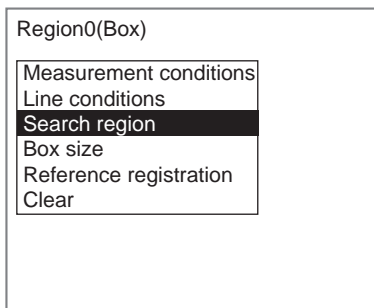 Region0(Box)
Measurement conditions
Line conditions
Search region
Box size
Reference registration
Clear